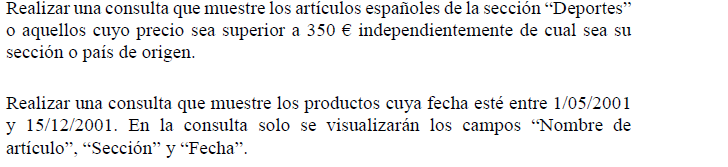 Realizar una consulta que muestre los artículos españoles de la sección “Deportes”
o aquellos cuyo precio sea superior a 350 € independientemente de cual sea su
sección o país de origen.
Realizar una consulta que muestre los productos cuya fecha esté entre 1/05/2001
y 15/12/2001. En la consulta solo se visualizarán los campos “Nombre de
artículo”, “Sección” y “Fecha”.